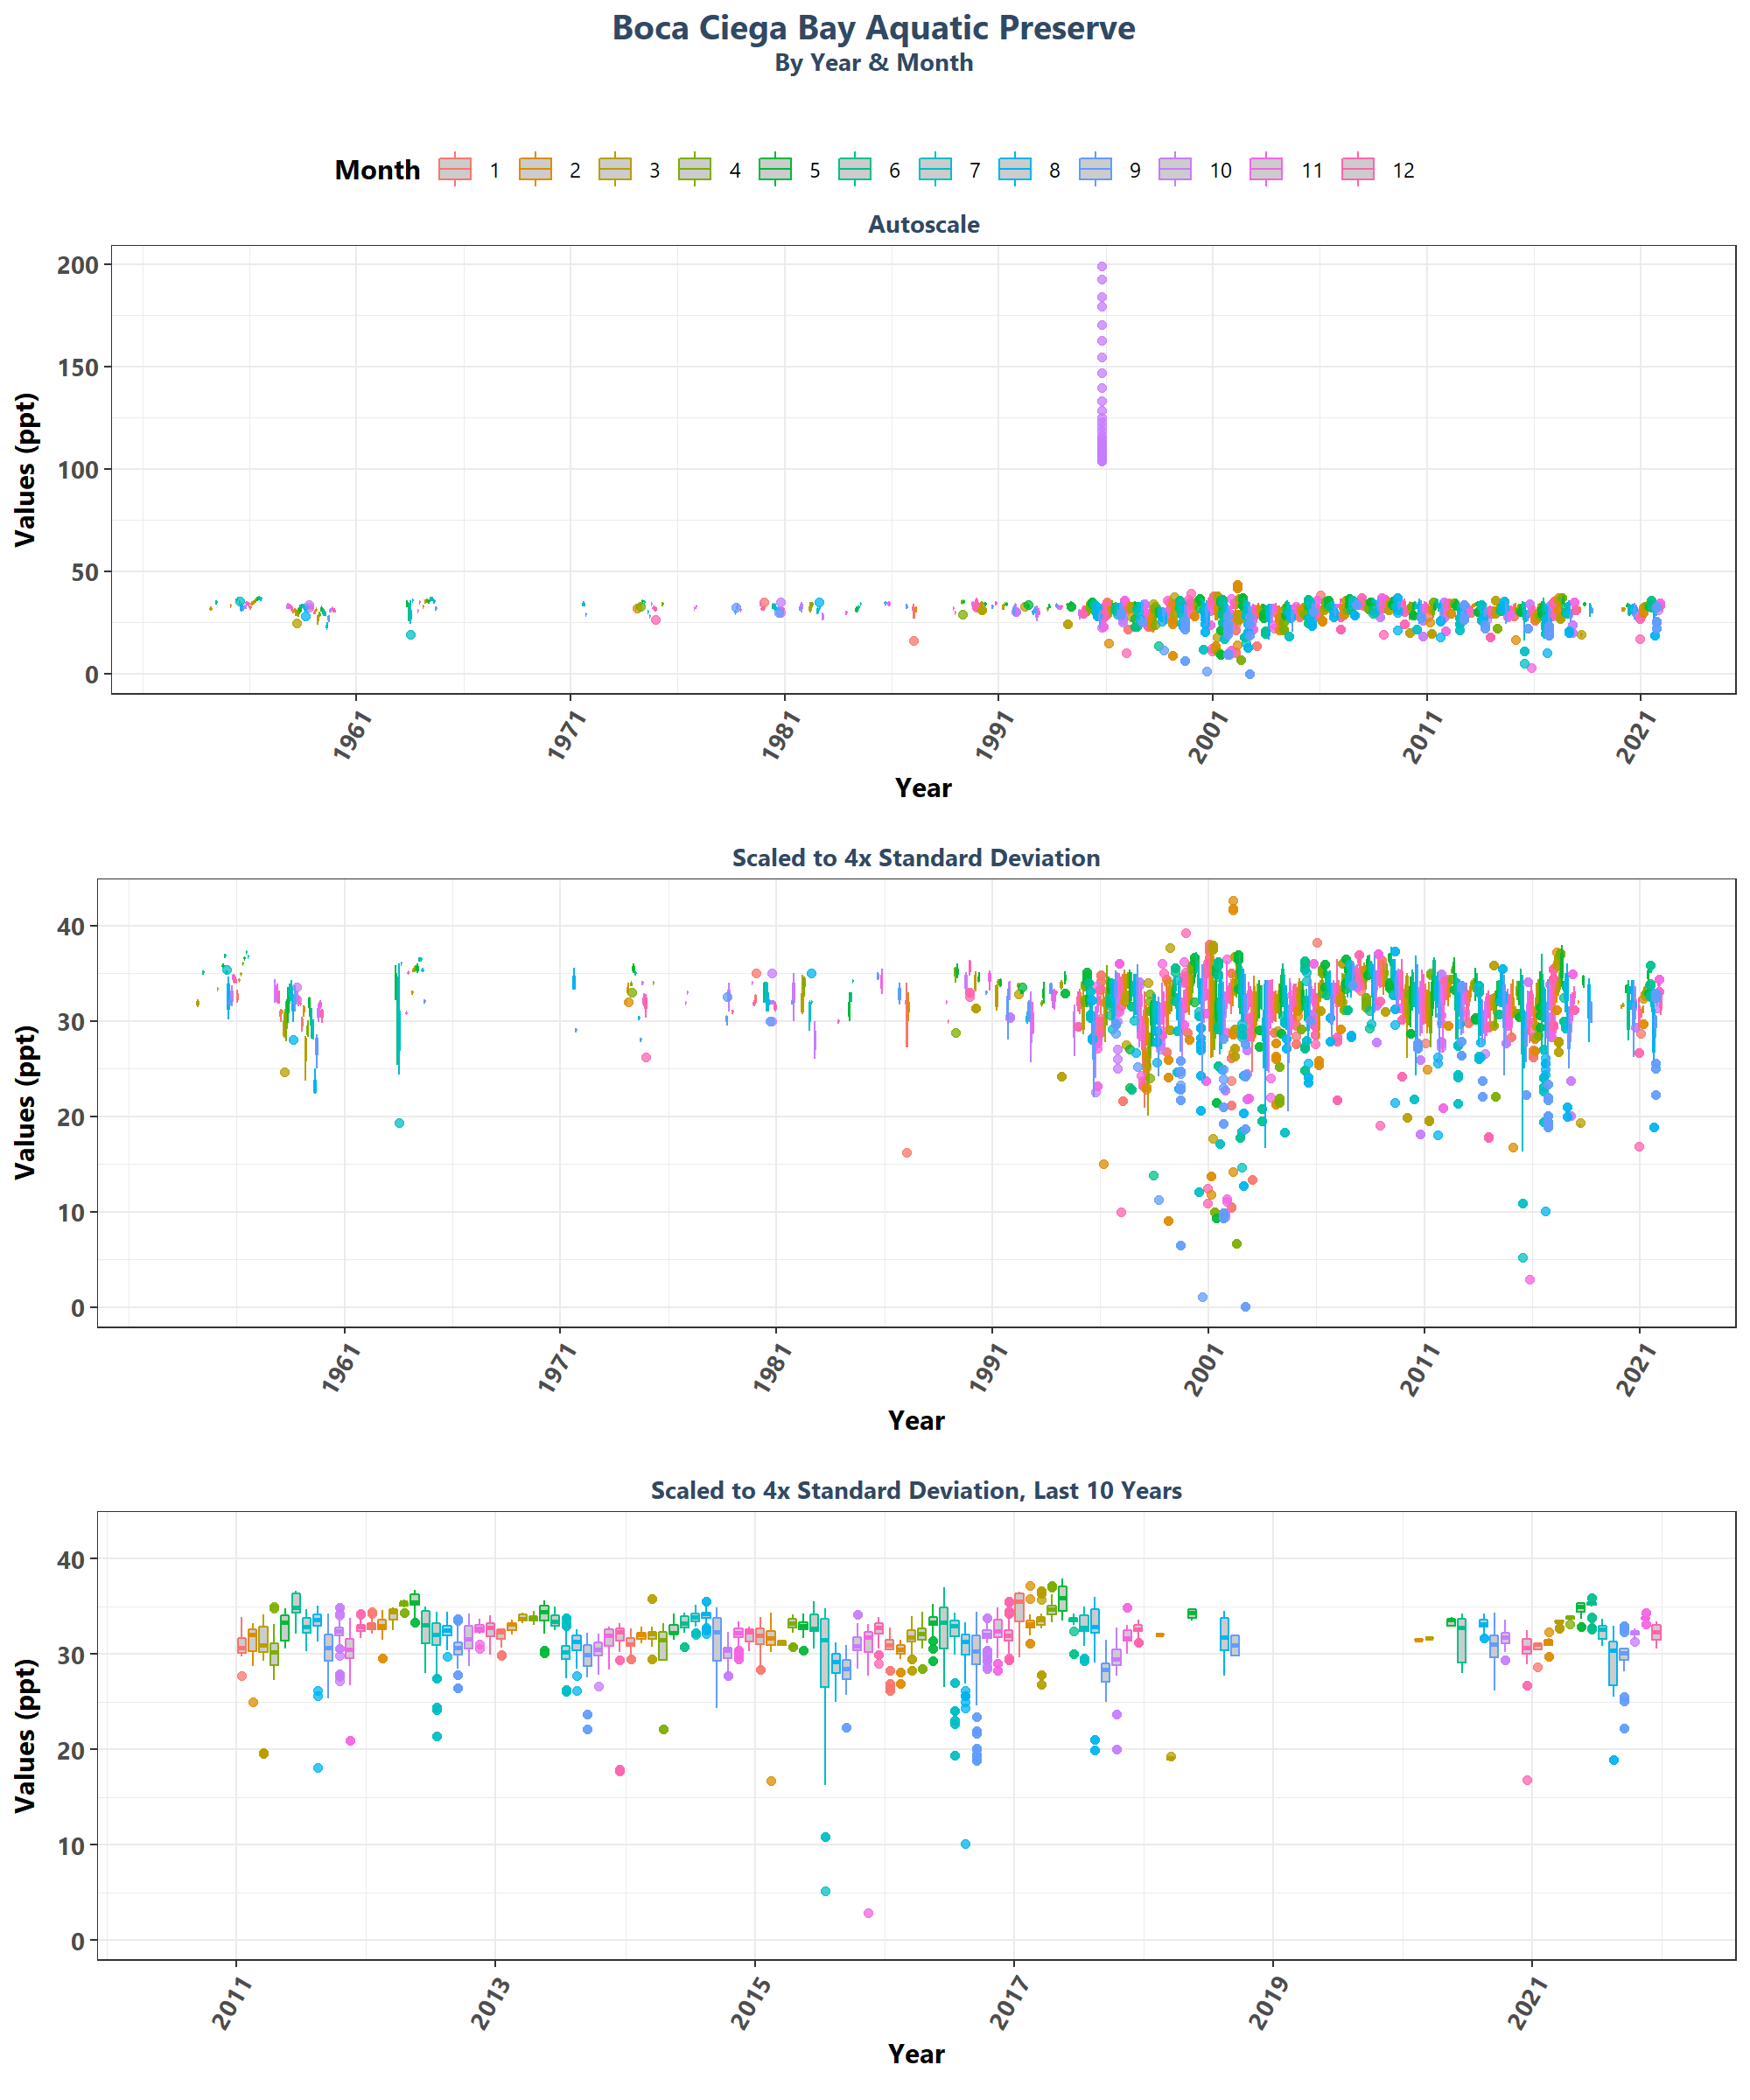 Boca Ciega Bay Aquatic Preserve
By Year & Month
Month 1 2 3 4 5 6 7 8 9 10 11 12
Autoscale
Values (ppt)
200
150
100
50
0
1961 1971 1981 1991 2001 2011 2021
Year
Scaled to 4x Standard Deviation
Values (ppt)
40
30
20
10
0
1961 1971 1981 1991 2001 2011 2021
Year
Scaled to 4x Standard Deviation, Last 10 Years
Values (ppt)
40
30
20
10
0
2011 2013 2015 2017 2019 2021
Year